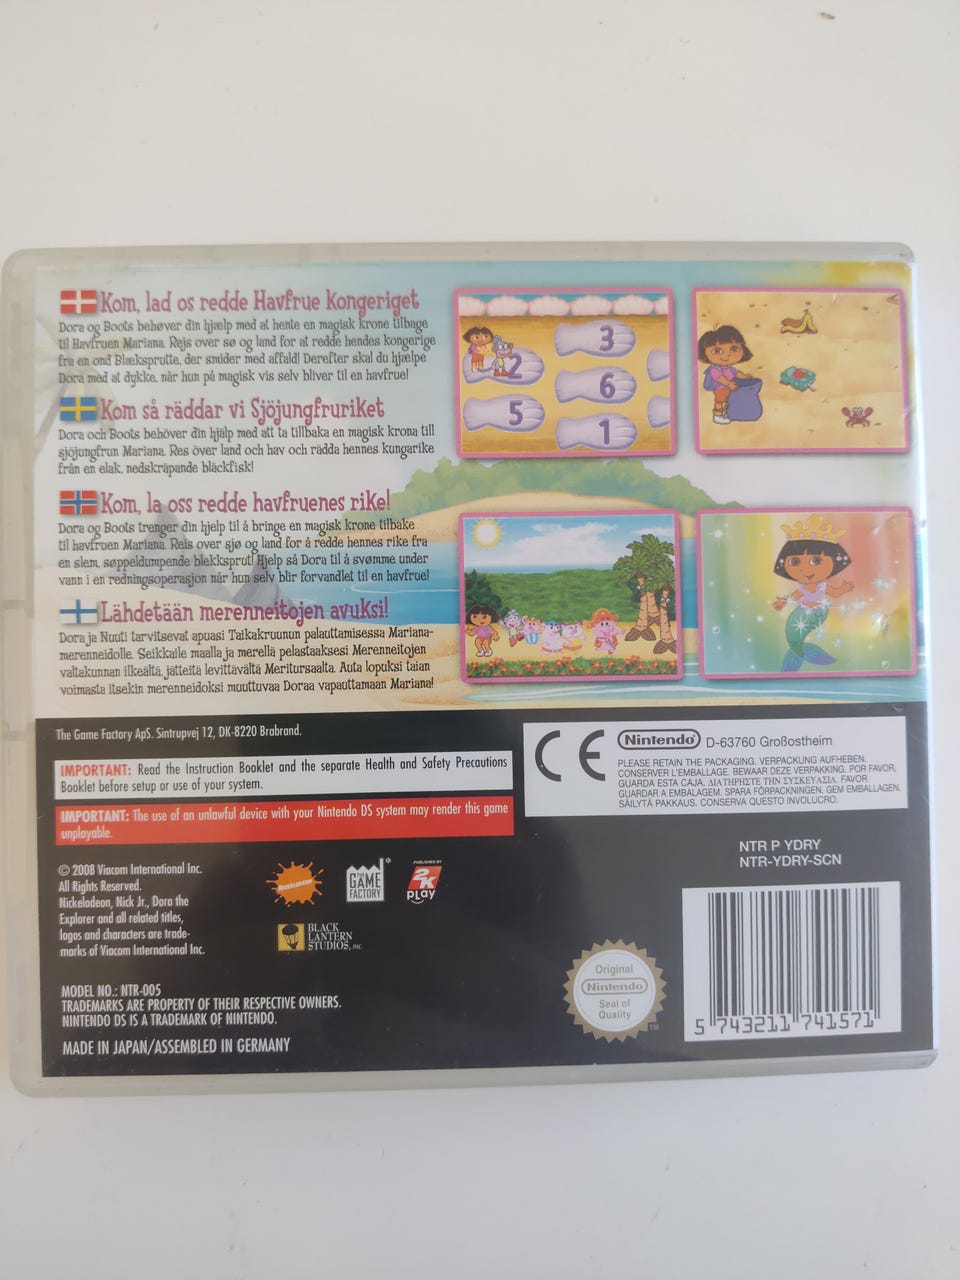 Kom, lad os redde Havfrue Kongeriget
Dora og Boots behøver din hjælp med at hente en magisk krone tilbage
til Havfruen Mariana. Rejs over sø og land for at redde hendes kongerige
fra en ond Blæksprutte, der smider med affald! Derefter skal du hjælpe
Dora med at dykke, når hun på magisk vis selv bliver til en havfrue!
Kom så räddar vi Sjöjungfruriket
Dora och Boots behöver din hjälp med att ta tillbaka en magisk krona till
sjöjungfrun Mariana. Res över land och hav och rädda hennes kungarike
från en elak, nedskräpande bläckfisk!
Kom, la oss redde havfruenes rike!
Dora og Boots trenger din hjelp til å bringe en magisk krone tilbake
til havfruen Mariana. Reis over sjø og land for å redde hennes rike fra
en slem, søppeldumpende blekksprut! Hjelp så Dora til å svømme under
vann i en redningsoperasjon når hun selv blir forvandlet til en havfrue!
Lähdetään merenneitojen avuksi!
Dora ja Nuuti tarvitsevat apuasi Taikakruunun palauttamisessa Mariana-
merenneidolle. Seikkaile maalla ja merellä pelastaaksesi Merenneitojen
valtakunnan ilkeältä, jätteitä levittävältä Meritursaalta. Auta lopuksi taian
voimasta itsekin merenneidoksi muuttuvaa Doraa vapauttamaan Mariana!
3
2
6
5
1
The Game Factory ApS. Sintrupvej 12, DK-8220 Brabrand.
IMPORTANT: Read the Instruction Booklet and the separate Health and Safety Precautions
Booklet before setup or use of your system.
IMPORTANT: The use of an unlawful device with your Nintendo DS system may render this game
unplayable.
CE
Nintendo® D-63760 Großostheim
PLEASE RETAIN THE PACKAGING. VERPACKUNG AUFHEBEN.
CONSERVER L'EMBALLAGE. BEWAAR DEZE VERPAKKING. POR FAVOR,
GUARDA ESTA CAJA. ΔΙΑΤΗΡΗΣΤΕ ΤΗΝ ΣΥΣΚΕΥΑΣΙΑ. FAVOR
GUARDAR A EMBALAGEM. SPARA FÖRPACKNINGEN. GEM EMBALLAGEN.
SÄILYTÄ PAKKAUS. CONSERVA QUESTO INVOLUCRO.
NTR P YDRY
NTR-YDRY-SCN
© 2008 Viacom International Inc.
All Rights Reserved.
Nickelodeon, Nick Jr., Dora the
Explorer and all related titles,
logos and characters are trade-
marks of Viacom International Inc.
NICKELODEON
THE
GAME
FACTORY
PUBLISHED BY
2K
PLAY
BLACK
LANTERN
STUDIOS, INC
MODEL NO.: NTR-005
TRADEMARKS ARE PROPERTY OF THEIR RESPECTIVE OWNERS.
NINTENDO DS IS A TRADEMARK OF NINTENDO.
MADE IN JAPAN/ASSEMBLED IN GERMANY
Original
Nintendo
Seal of
Quality
TM
5 743211 741571